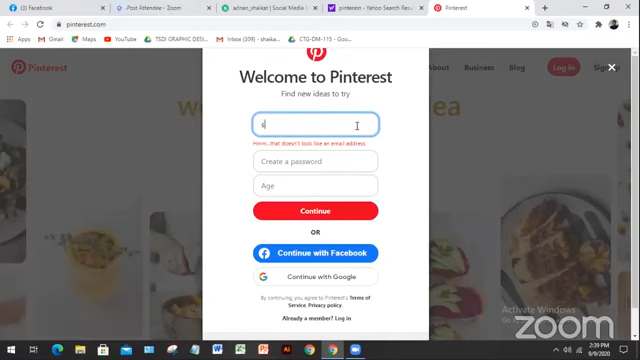 Facebook
Post Attendee - Zoom
adnan_shaikat | Social Media
pinterest - Yahoo Search Res
Pinterest
pinterest.com
Apps
Gmail
YouTube
TSDI GRAPHIC DESI...
Inbox (309) - shaika...
CTG-DM-115 - Goo...
Pinterest
About
Business
Blog
Log in
Sign up
Welcome to Pinterest
Find new ideas to try
s
Hmm...that doesn't look like an email address
Create a password
Age
Continue
OR
Continue with Facebook
Continue with Google
By continuing, you agree to Pinterest's Terms of
Service, Privacy policy.
Already a member? Log in
Activate Windows
zoom
2:39 PM
9/9/2020